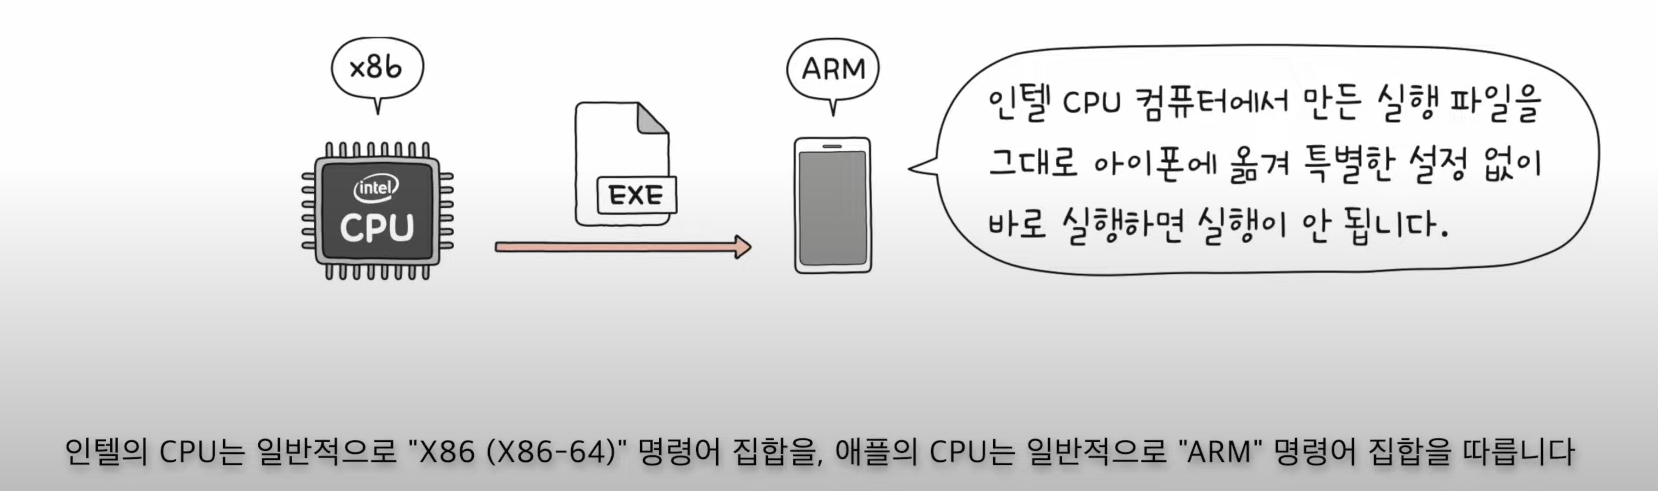 x86
ARM
intel
CPU
EXE
인텔 CPU 컴퓨터에서 만든 실행 파일을
그대로 아이폰에 옮겨 특별한 설정 없이
바로 실행하면 실행이 안 됩니다.
인텔의 CPU는 일반적으로 "X86 (X86-64)" 명령어 집합을, 애플의 CPU는 일반적으로 "ARM" 명령어 집합을 따릅니다